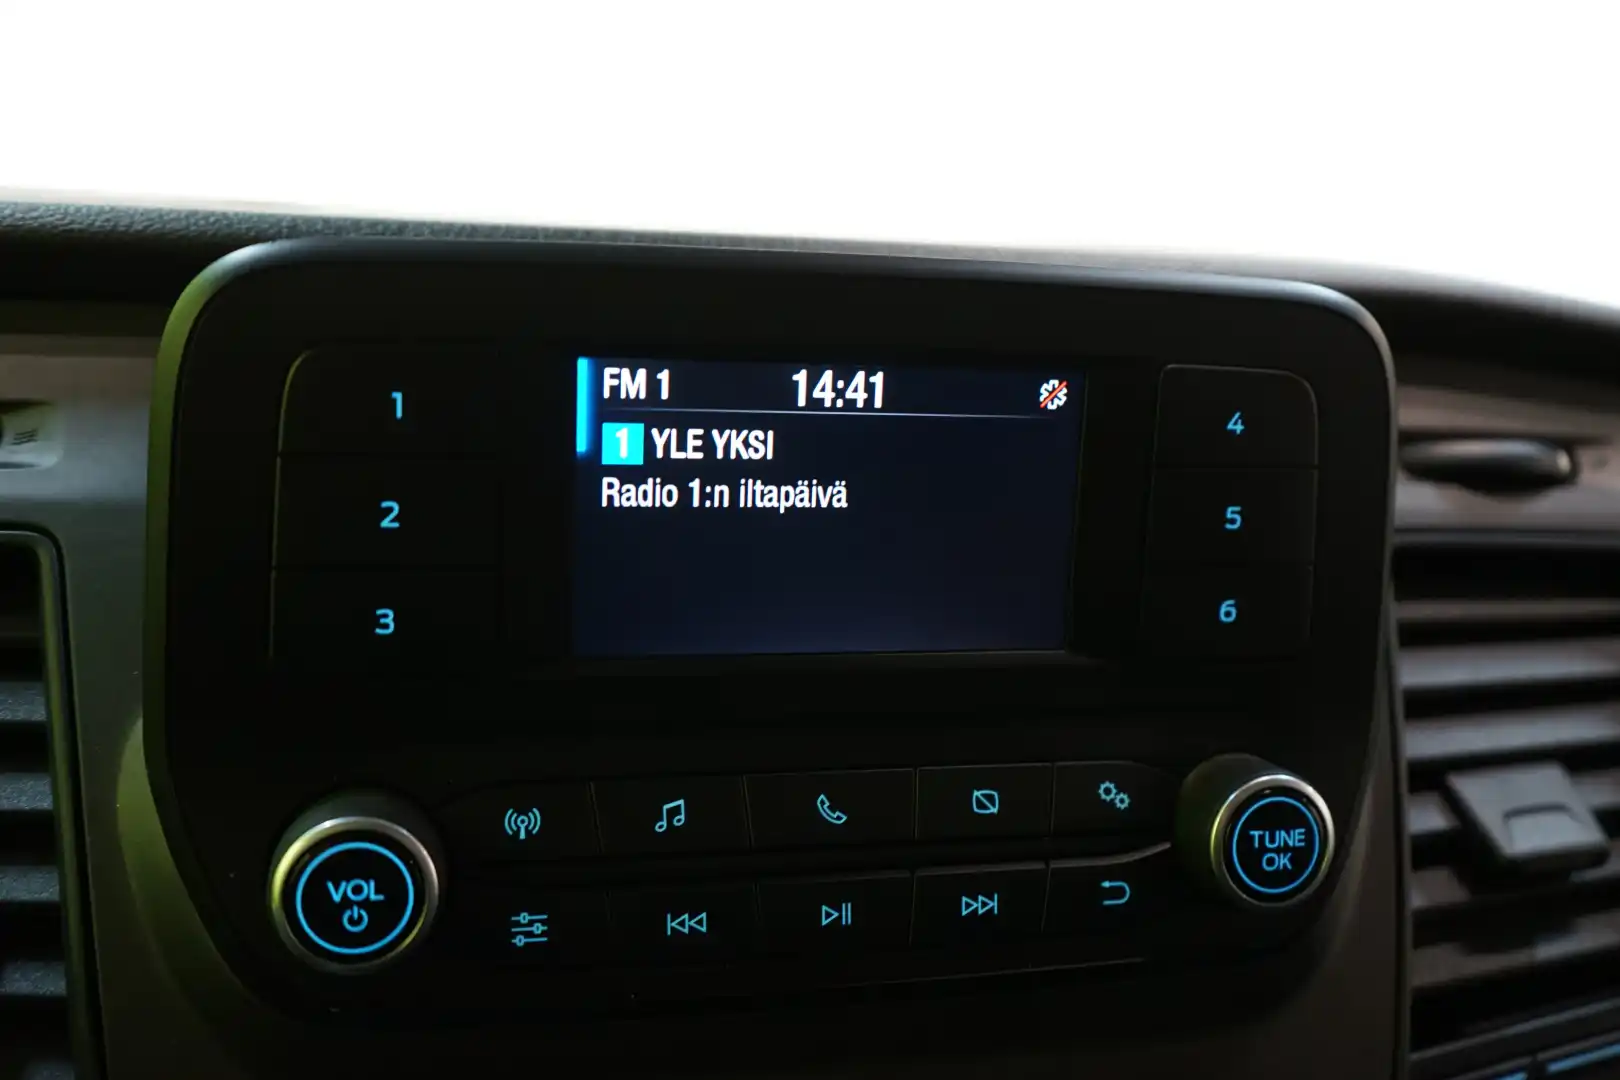 FM 1 14:41
1 YLE YKSI
Radio 1:n iltapäivä
1
2
3
4
5
6
VOL
TUNE
OK